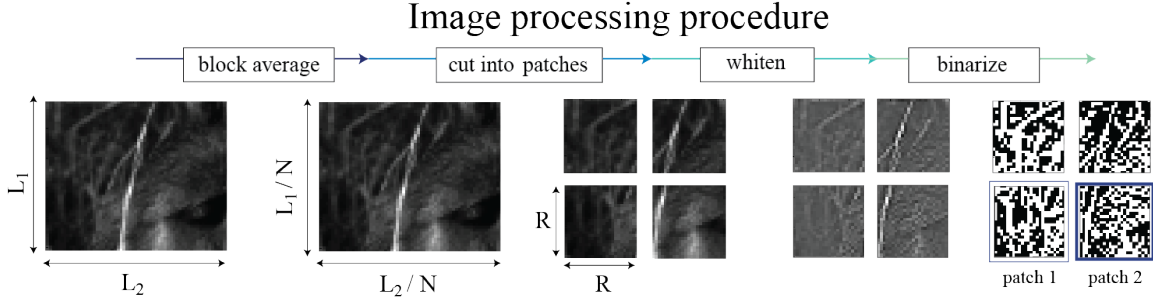 Image processing procedure
block average
cut into patches
whiten
binarize
L1
L2
L1 / N
L2 / N
R
R
patch 1
patch 2